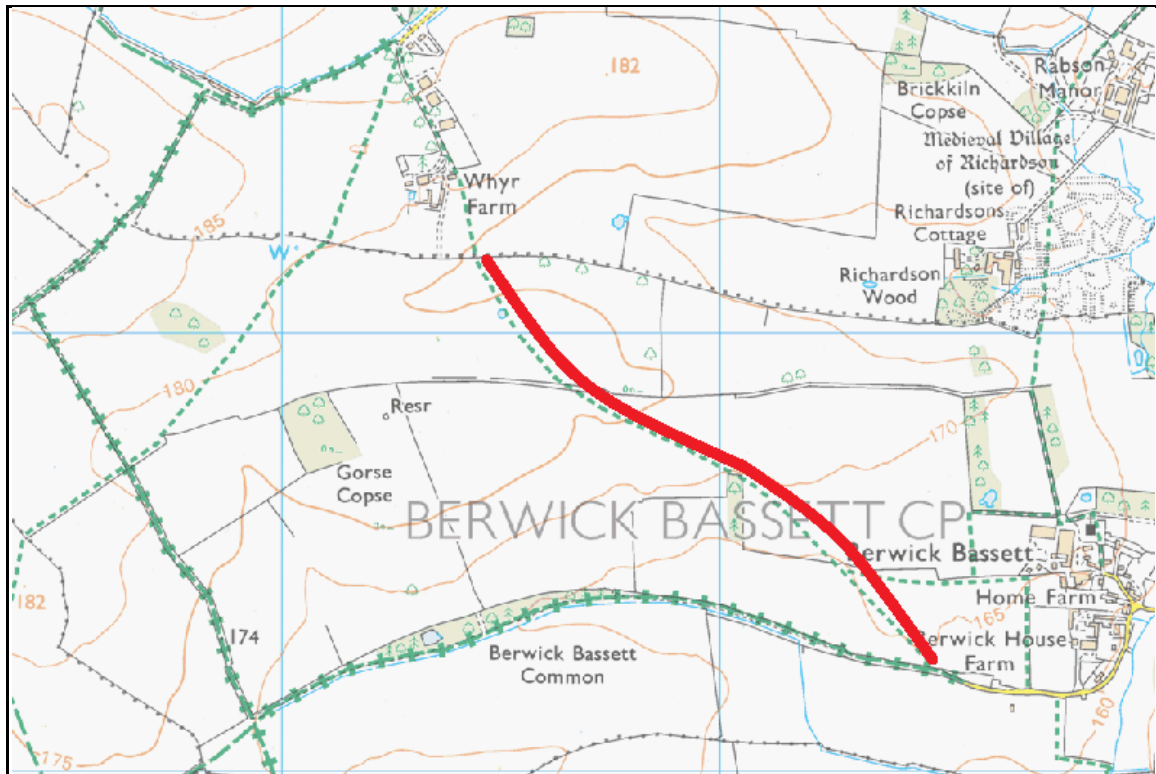 182
Rabson
Manor
Brickkiln
Copse
Medieval Village
of Richardson
(site of)
Whyr
Farm
Richardsons
Cottage
185
W
Richardson
Wood
180
Resr
170
Gorse
Copse
BERWICK BASSETT CP
Berwick Bassett
182
Home Farm
165
174
Berwick House
Farm
Berwick Bassett
Common
160
175